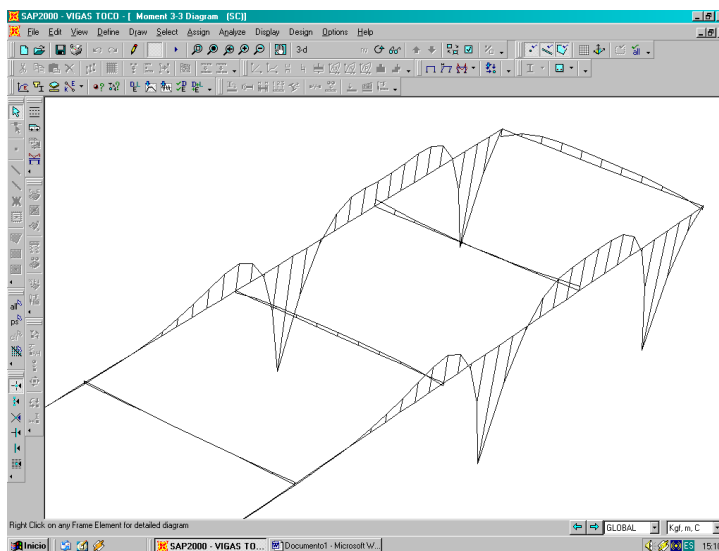 SAP2000 - VIGAS TOCO - [ Moment 3-3 Diagram (SC)]
File Edit View Define Draw Select Assign Analyze Display Design Options Help
3-d
all
ps
Right Click on any Frame Element for detailed diagram
GLOBAL
Kgf, m, C
Inicio
SAP2000 - VIGAS TO...
Documento1 - Microsoft W...
ES